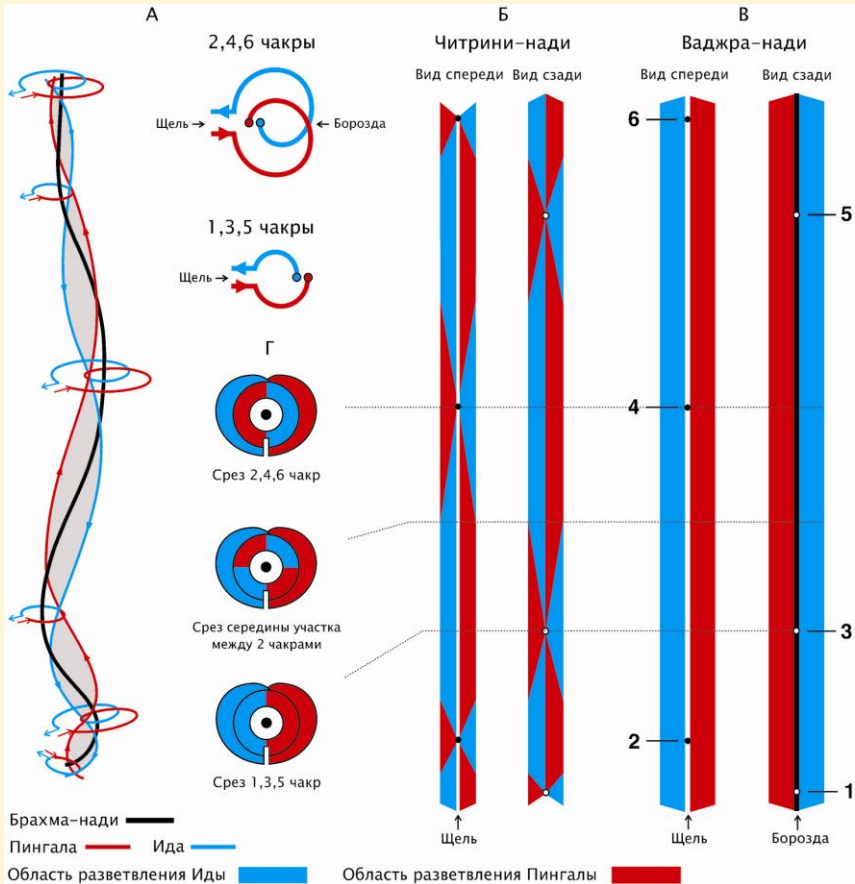 А
Б
В
2,4,6 чакры
Читрини-нади
Ваджра-нади
Вид спереди
Вид сзади
Вид спереди
Вид сзади
Щель
Борозда
6
5
1,3,5 чакры
Щель
Г
4
Срез 2,4,6 чакр
Срез середины участка
между 2 чакрами
3
2
Срез 1,3,5 чакр
1
Брахма-нади
Щель
Щель
Борозда
Пингала
Ида
Область разветвления Иды
Область разветвления Пингалы